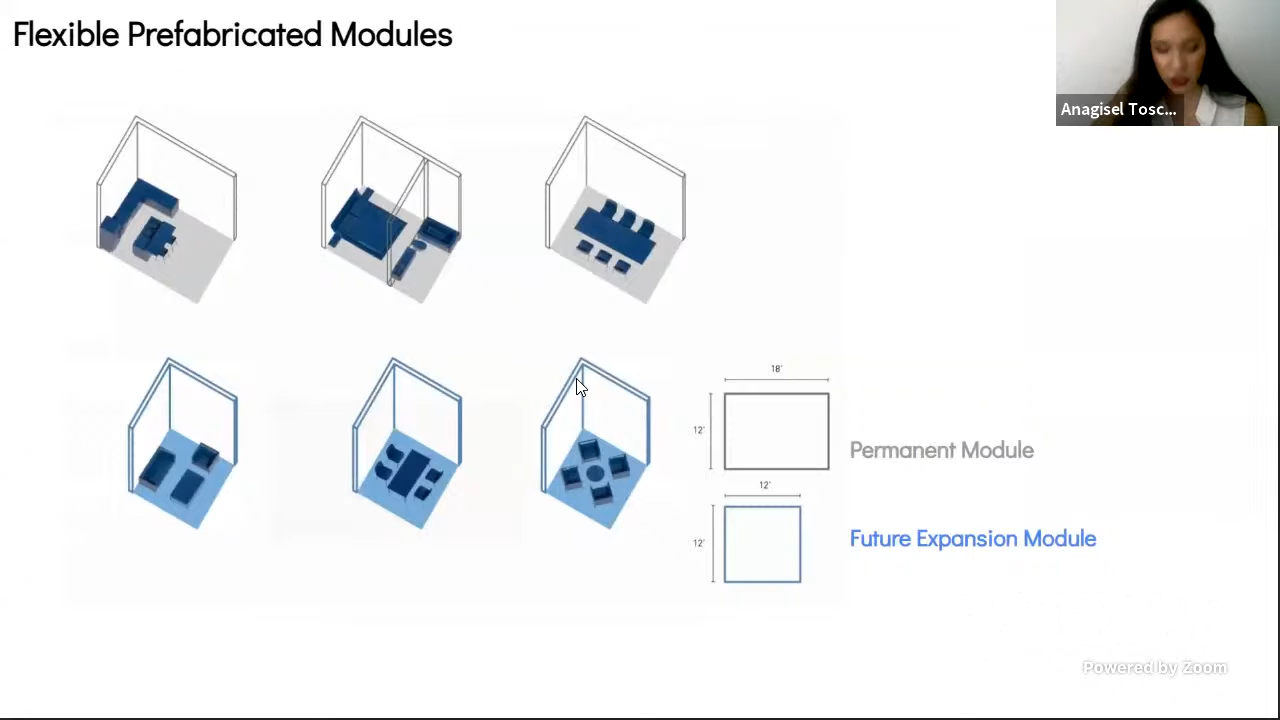 Flexible Prefabricated Modules
Anagisel Tosc...
18'
12'
Permanent Module
12'
12'
Future Expansion Module
Powered by Zoom